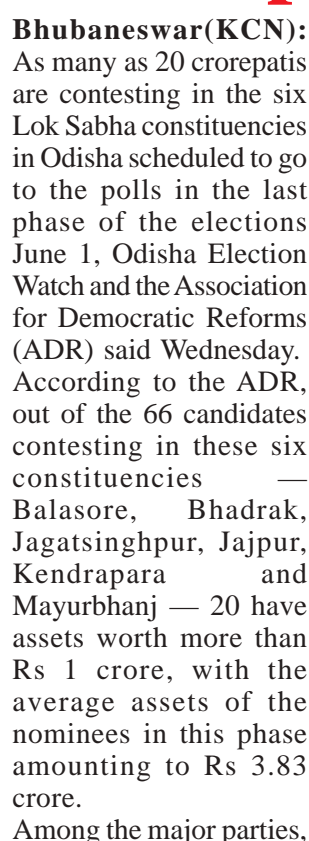 Bhubaneswar(KCN):
As many as 20 crorepatis
are contesting in the six
Lok Sabha constituencies
in Odisha scheduled to go
to the polls in the last
phase of the elections
June 1, Odisha Election
Watch and the Association
for Democratic Reforms
(ADR) said Wednesday.
According to the ADR,
out of the 66 candidates
contesting in these six
constituencies —
Balasore, Bhadrak,
Jagatsinghpur, Jajpur,
Kendrapara and
Mayurbhanj — 20 have
assets worth more than
Rs 1 crore, with the
average assets of the
nominees in this phase
amounting to Rs 3.83
crore.
Among the major parties,